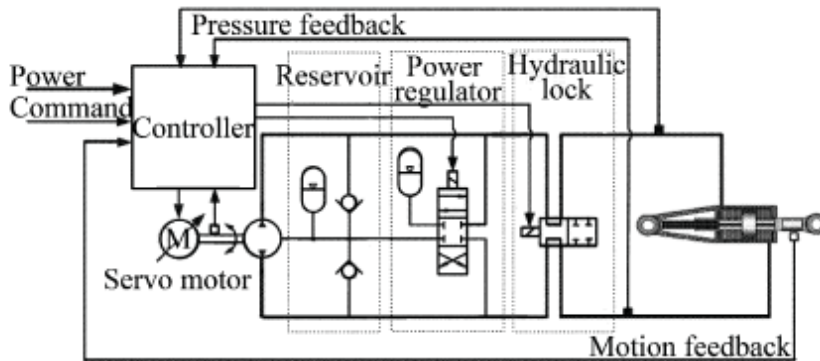 Pressure feedback
Power
Command
Controller
Reservoir
Power
regulator
Hydraulic
lock
M
Servo motor
Motion feedback